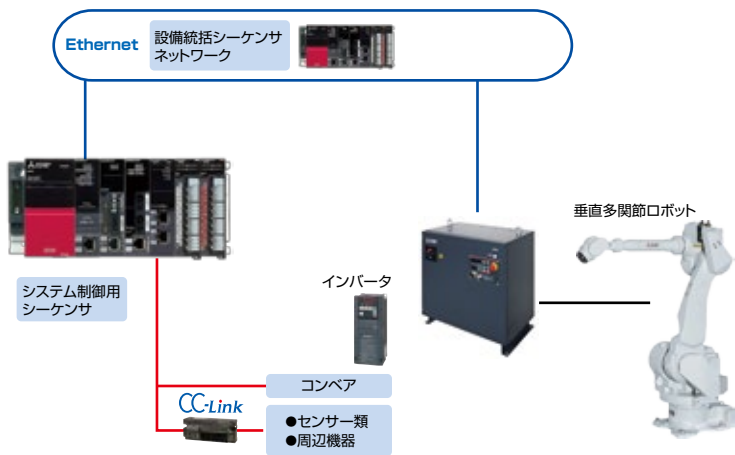 Ethernet
設備統括シーケンサ
ネットワーク
垂直多関節ロボット
インバータ
システム制御用
シーケンサ
コンベア
CC-Link
●センサー類
●周辺機器